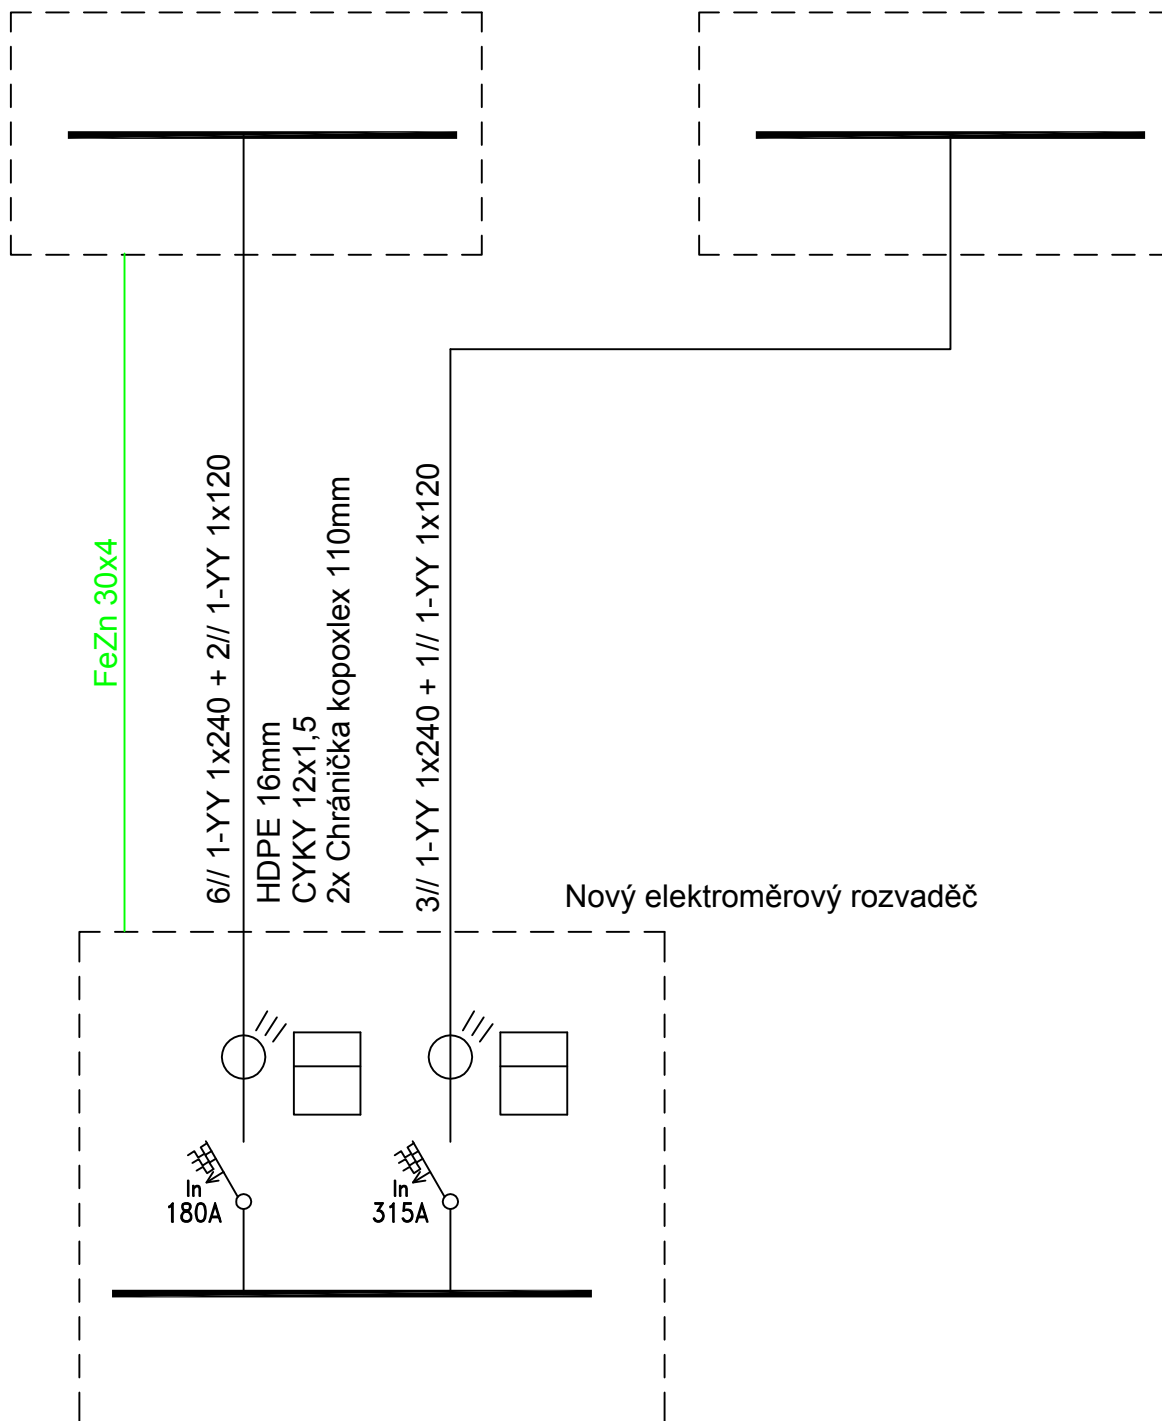 FeZn 30x4
6// 1-YY 1x240 + 2// 1-YY 1x120
HDPE 16mm
CYKY 12x1,5
2x Chránička kopoxlex 110mm
3// 1-YY 1x240 + 1// 1-YY 1x120
Nový elektroměrový rozvaděč
In
180A
In
315A